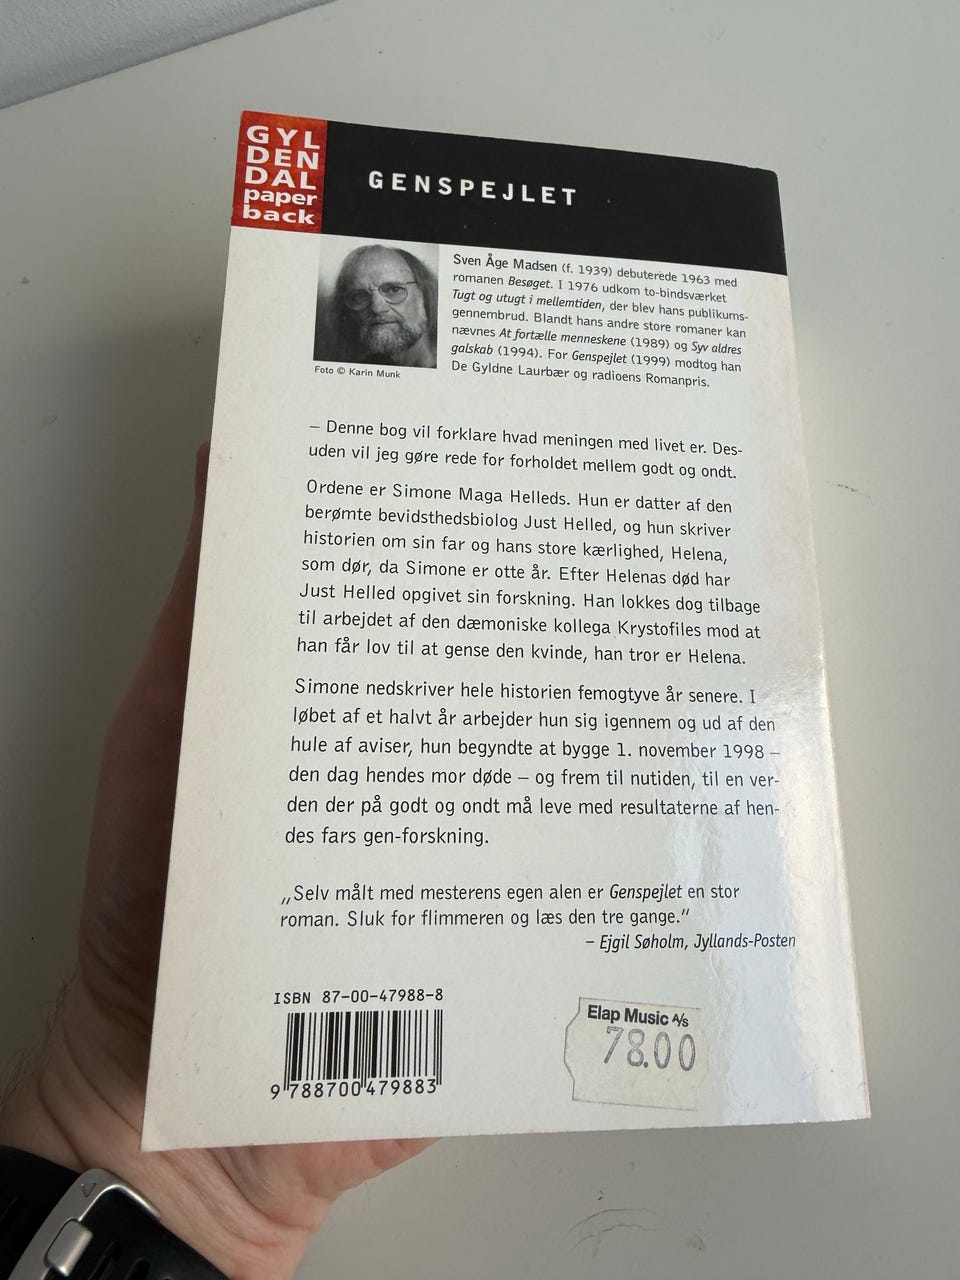 GYL
DEN
DAL
paper
back
GENSPEJLET
Sven Åge Madsen (f. 1939) debuterede 1963 med
romanen Besøget. I 1976 udkom to-bindsværket
Tugt og utugt i mellemtiden, der blev hans publikums-
gennembrud. Blandt hans andre store romaner kan
nævnes At fortælle menneskene (1989) og Syv aldres
galskab (1994). For Genspejlet (1999) modtog han
De Gyldne Laurbær og radioens Romanpris.
Foto © Karin Munk
– Denne bog vil forklare hvad meningen med livet er. Des-
uden vil jeg gøre rede for forholdet mellem godt og ondt.
Ordene er Simone Maga Helleds. Hun er datter af den
berømte bevidsthedsbiolog Just Helled, og hun skriver
historien om sin far og hans store kærlighed, Helena,
som dør, da Simone er otte år. Efter Helenas død har
Just Helled opgivet sin forskning. Han lokkes dog tilbage
til arbejdet af den dæmoniske kollega Krystofiles mod at
han får lov til at gense den kvinde, han tror er Helena.
Simone nedskriver hele historien femogtyve år senere. I
løbet af et halvt år arbejder hun sig igennem og ud af den
hule af aviser, hun begyndte at bygge 1. november 1998 –
den dag hendes mor døde – og frem til nutiden, til en ver-
den der på godt og ondt må leve med resultaterne af hen-
des fars gen-forskning.
„Selv målt med mesterens egen alen er Genspejlet en stor
roman. Sluk for flimmeren og læs den tre gange."
– Ejgil Søholm, Jyllands-Posten
ISBN 87-00-47988-8
9 788700 479883
Elap Music A/s
78.00